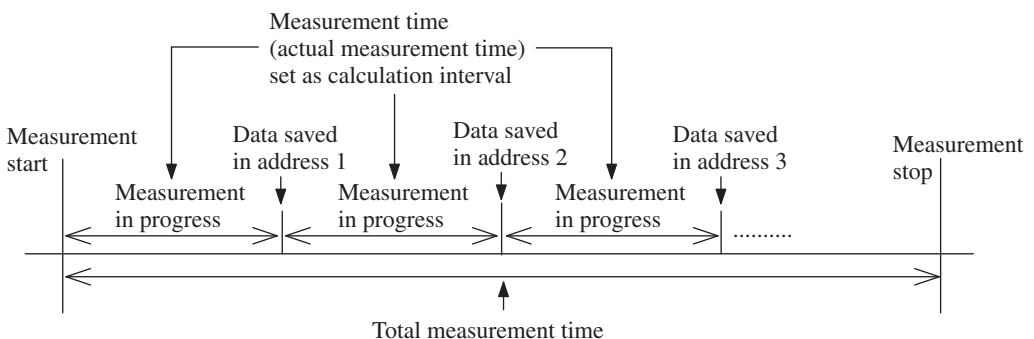 Measurement time
(actual measurement time)
set as calculation interval
Measurement
start
Data saved
in address 1
Data saved
in address 2
Data saved
in address 3
Measurement
stop
Measurement
in progress
Measurement
in progress
Measurement
in progress
..........
Total measurement time